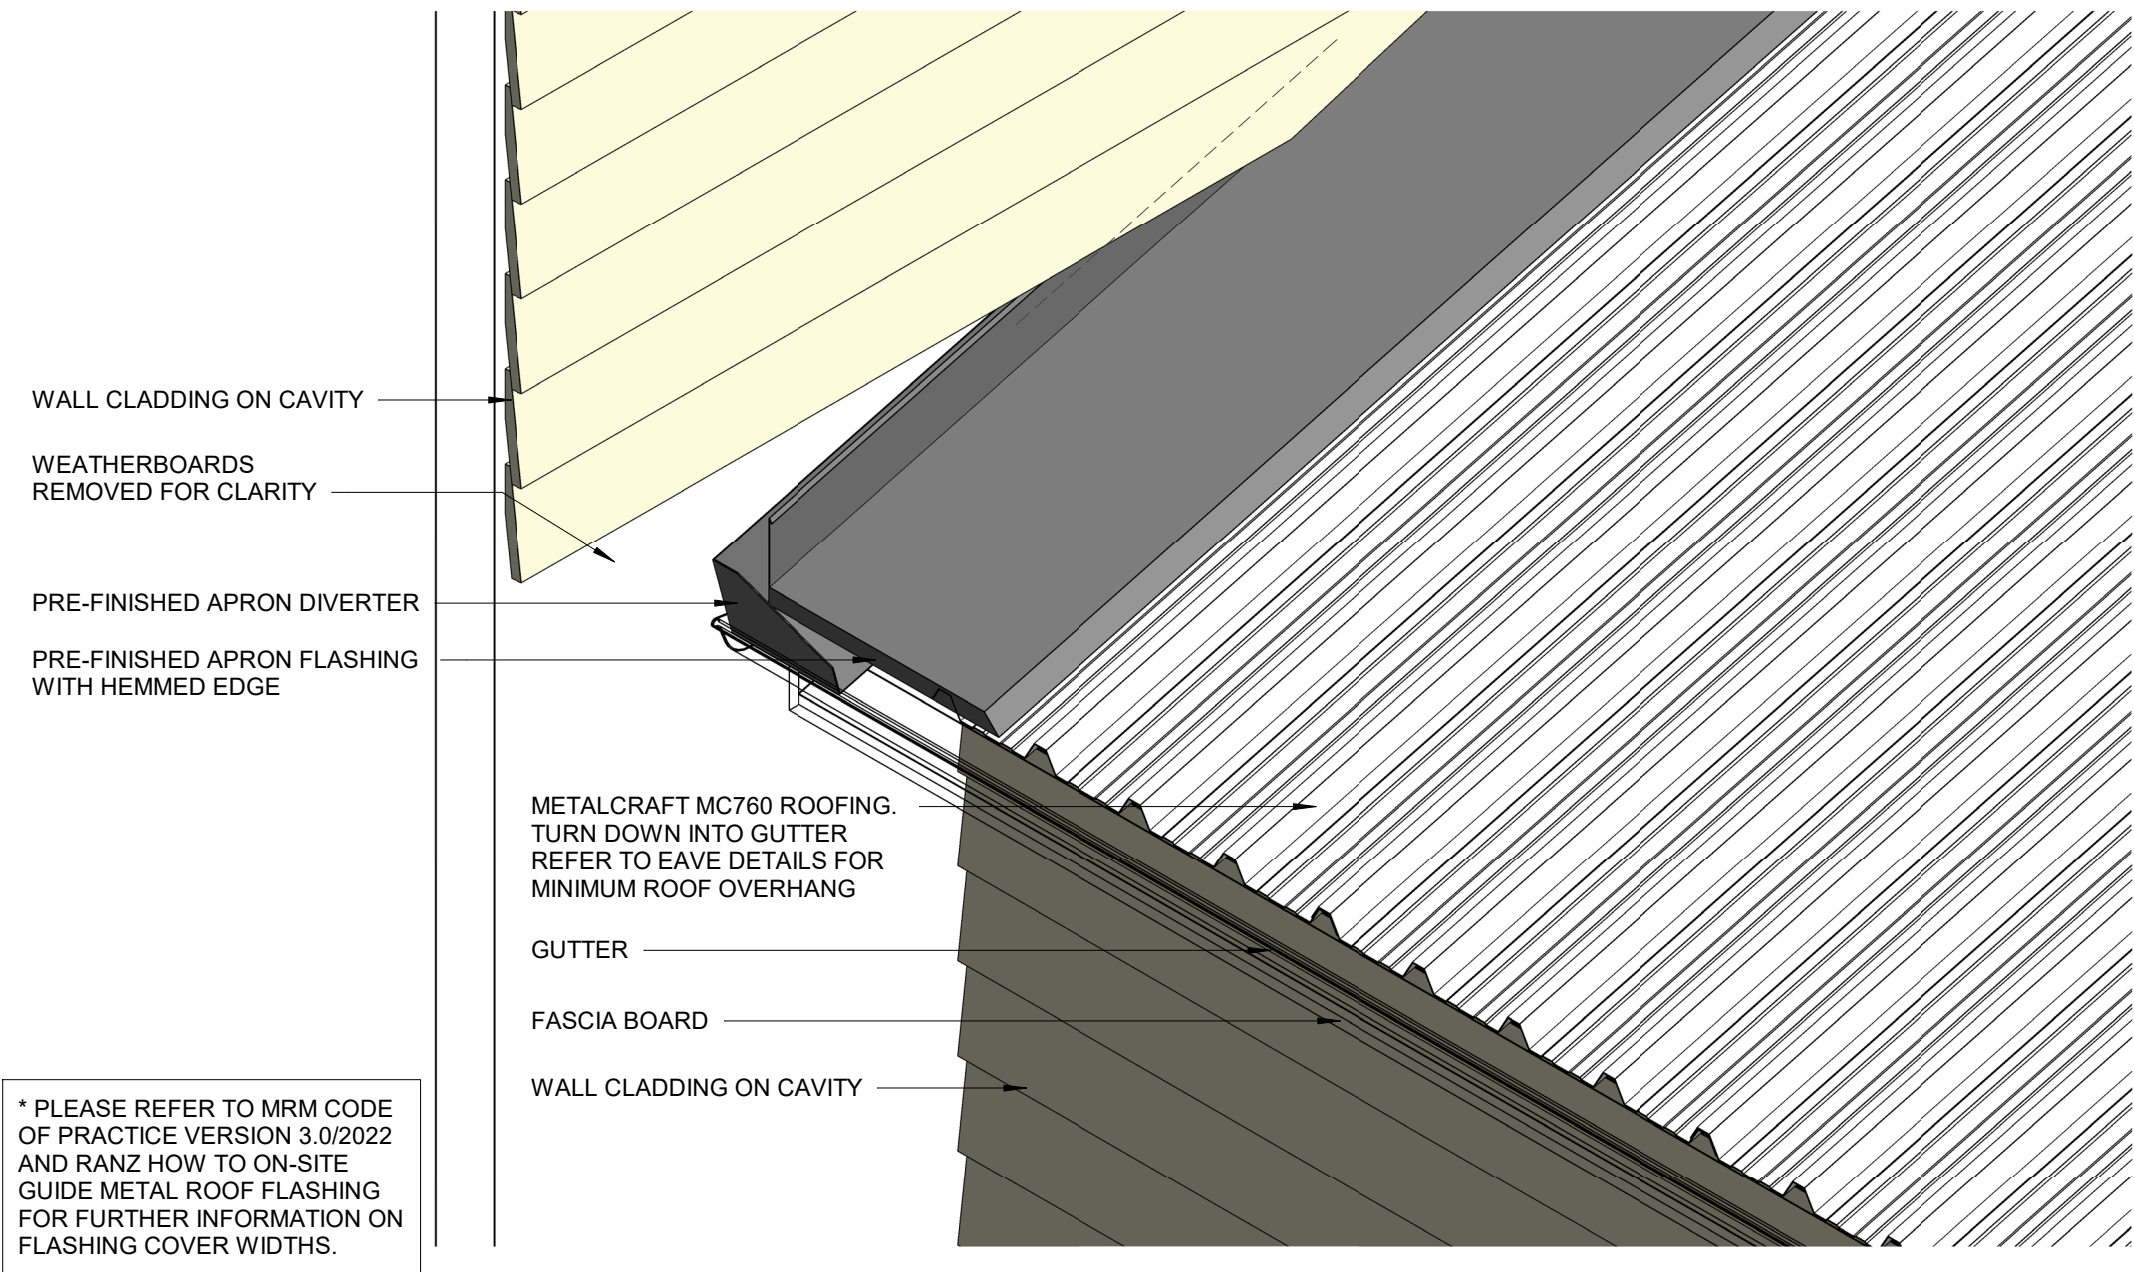 WALL CLADDING ON CAVITY
WEATHERBOARDS
REMOVED FOR CLARITY
PRE-FINISHED APRON DIVERTER
PRE-FINISHED APRON FLASHING
WITH HEMMED EDGE
METALCRAFT MC760 ROOFING.
TURN DOWN INTO GUTTER
REFER TO EAVE DETAILS FOR
MINIMUM ROOF OVERHANG
GUTTER
FASCIA BOARD
WALL CLADDING ON CAVITY
* PLEASE REFER TO MRM CODE
OF PRACTICE VERSION 3.0/2022
AND RANZ HOW TO ON-SITE
GUIDE METAL ROOF FLASHING
FOR FURTHER INFORMATION ON
FLASHING COVER WIDTHS.